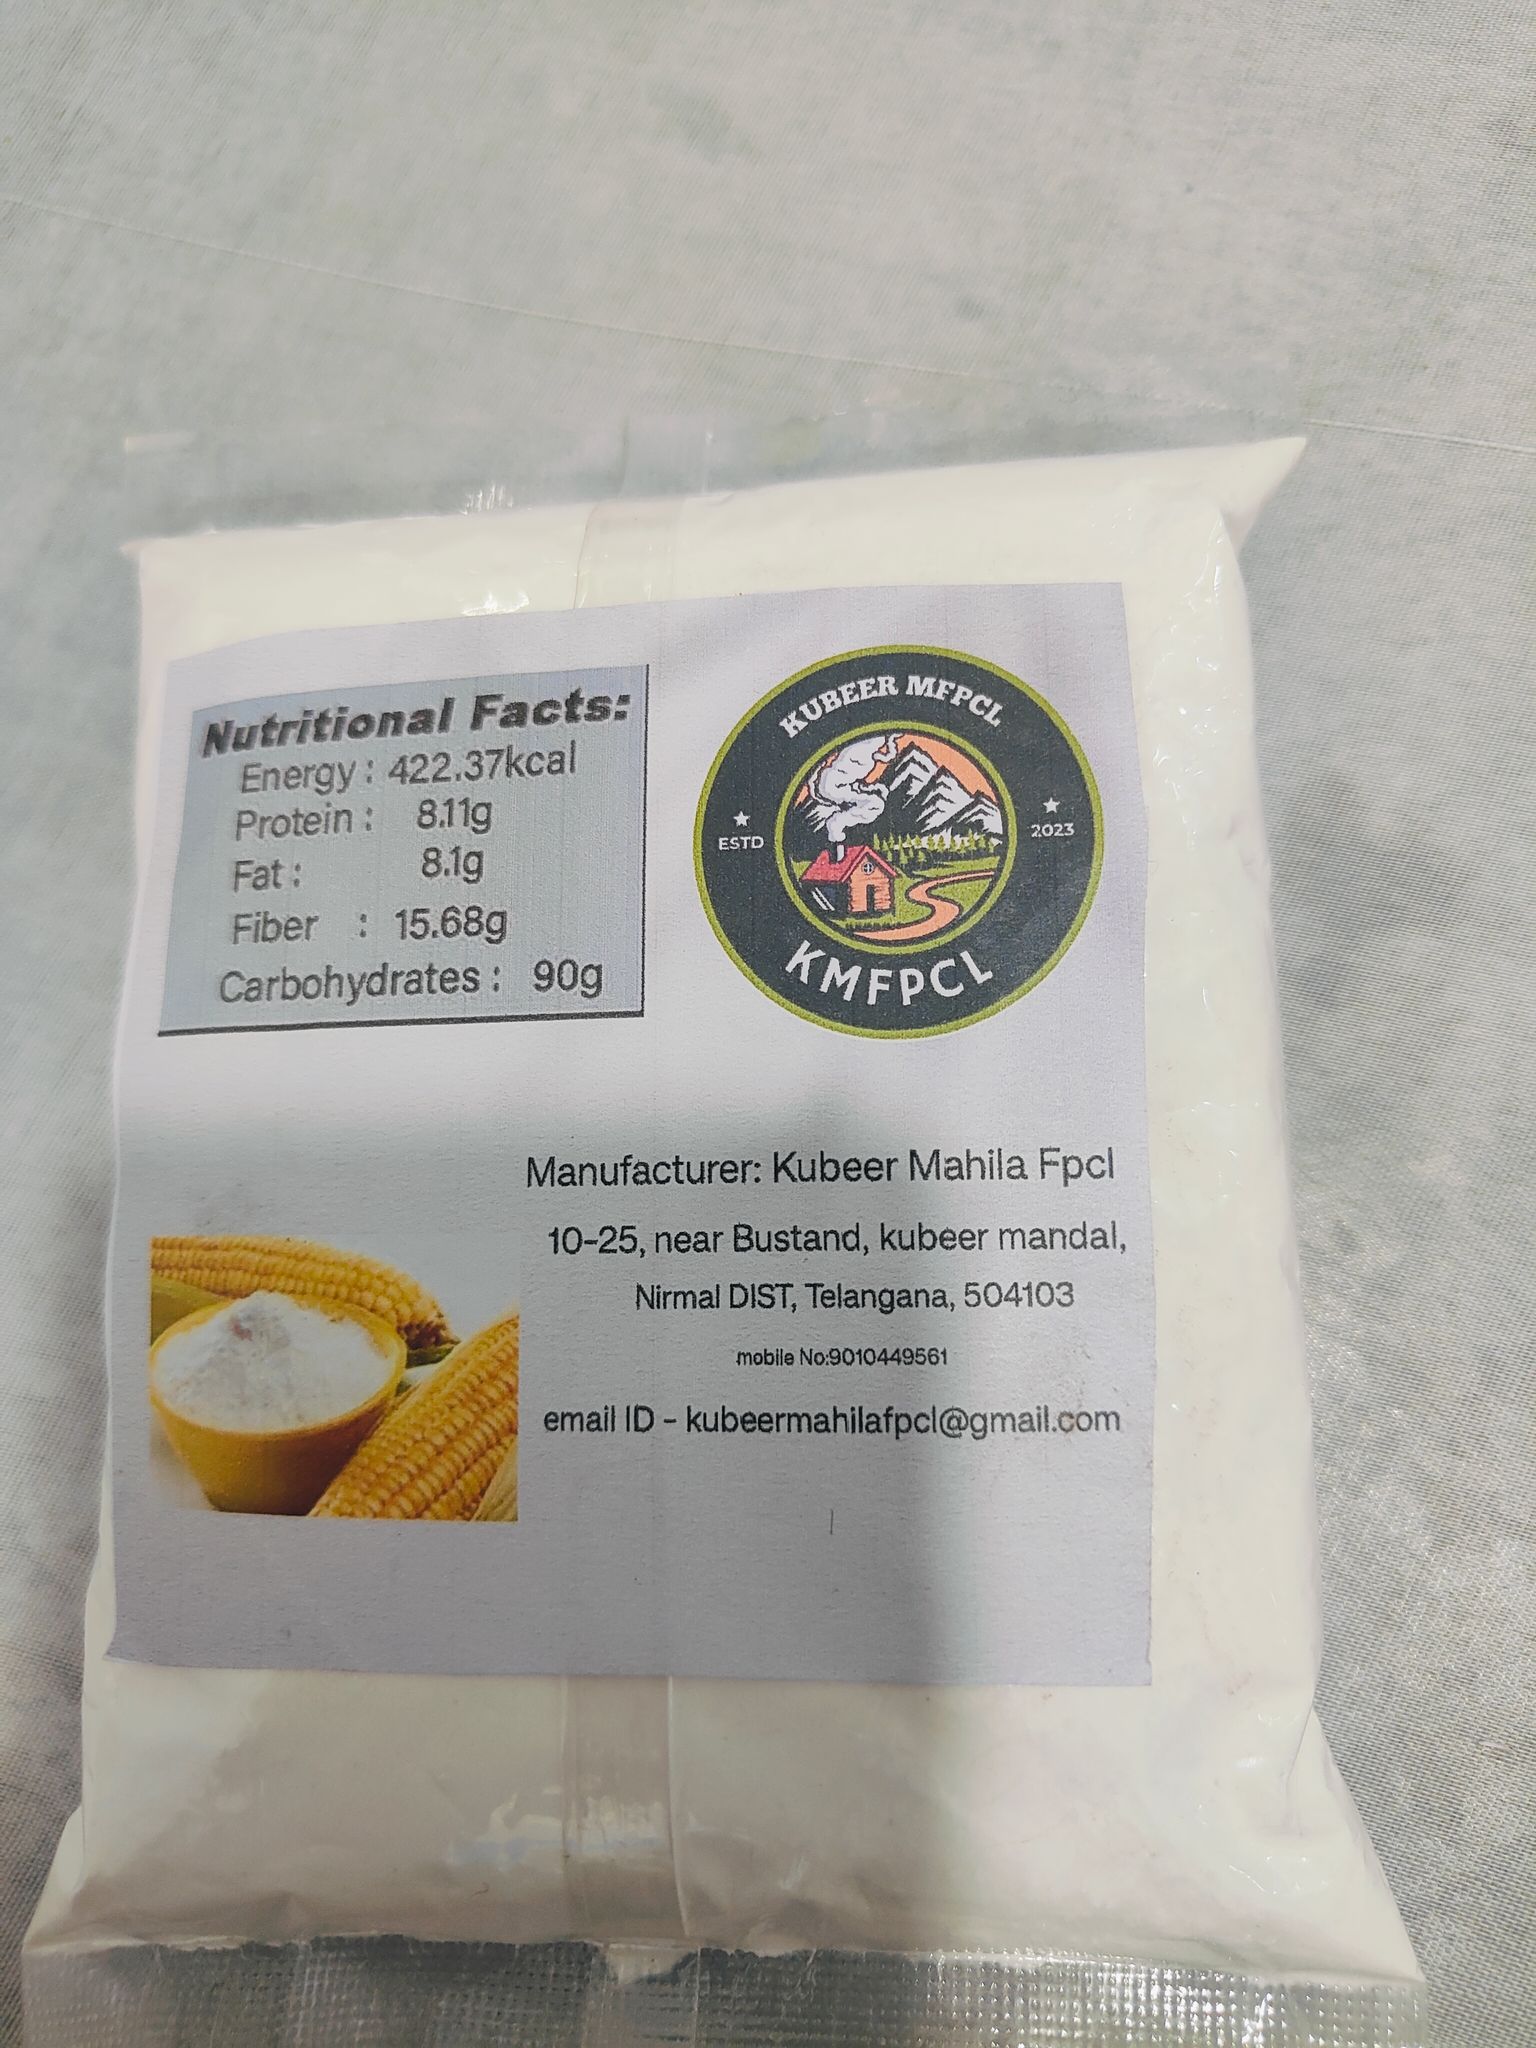 Nutritional Facts:
Energy : 422.37kcal
Protein : 8.11g
Fat : 8.1g
Fiber : 15.68g
Carbohydrates : 90g
KUBEER MFPCL
ESTD 2023
KMFPCL
Manufacturer: Kubeer Mahila Fpcl
10-25, near Bustand, kubeer mandal,
Nirmal DIST, Telangana, 504103
mobile No:9010449561
email ID - kubeermahilafpcl@gmail.com